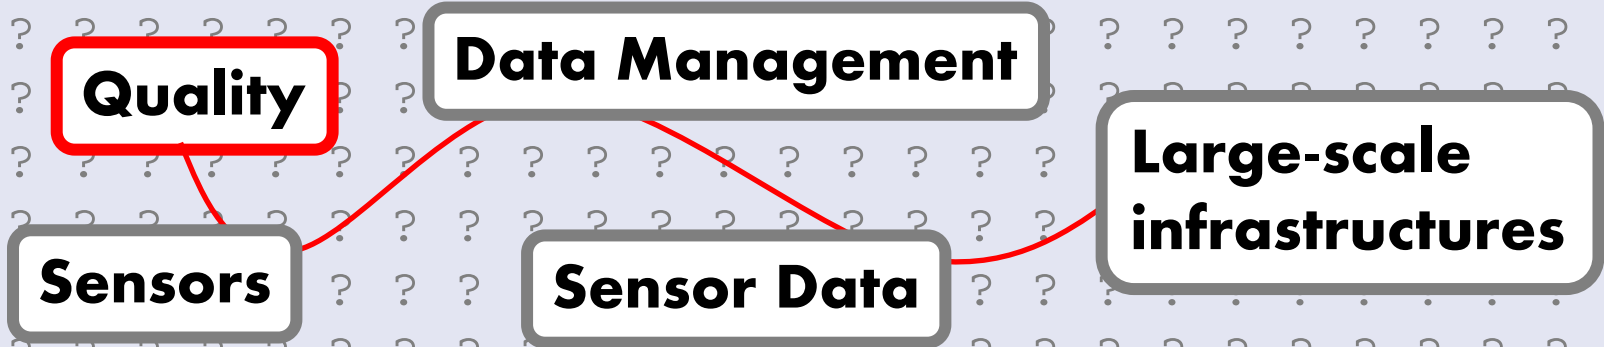 Quality
Data Management
Large-scale
infrastructures
Sensors
Sensor Data